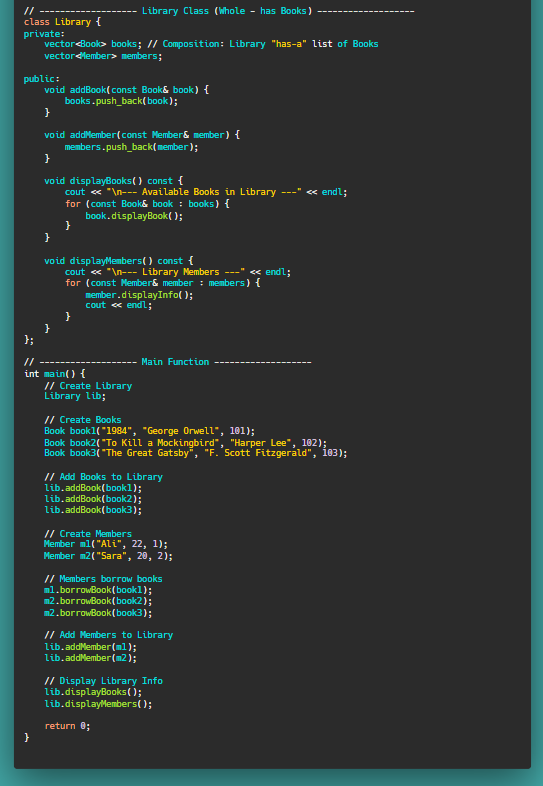 // ------------------- Library Class (Whole - has Books) -------------------
class Library {
private:
    vector<Book> books; // Composition: Library "has-a" list of Books
    vector<Member> members;

public:
    void addBook(const Book& book) {
        books.push_back(book);
    }

    void addMember(const Member& member) {
        members.push_back(member);
    }

    void displayBooks() const {
        cout << "\n--- Available Books in Library ---" << endl;
        for (const Book& book : books) {
            book.displayBook();
        }
    }

    void displayMembers() const {
        cout << "\n--- Library Members ---" << endl;
        for (const Member& member : members) {
            member.displayInfo();
            cout << endl;
        }
    }
};

// ------------------- Main Function -------------------
int main() {
    // Create Library
    Library lib;

    // Create Books
    Book book1("1984", "George Orwell", 101);
    Book book2("To Kill a Mockingbird", "Harper Lee", 102);
    Book book3("The Great Gatsby", "F. Scott Fitzgerald", 103);

    // Add Books to Library
    lib.addBook(book1);
    lib.addBook(book2);
    lib.addBook(book3);

    // Create Members
    Member m1("Ali", 22, 1);
    Member m2("Sara", 20, 2);

    // Members borrow books
    m1.borrowBook(book1);
    m2.borrowBook(book2);
    m2.borrowBook(book3);

    // Add Members to Library
    lib.addMember(m1);
    lib.addMember(m2);

    // Display Library Info
    lib.displayBooks();
    lib.displayMembers();

    return 0;
}